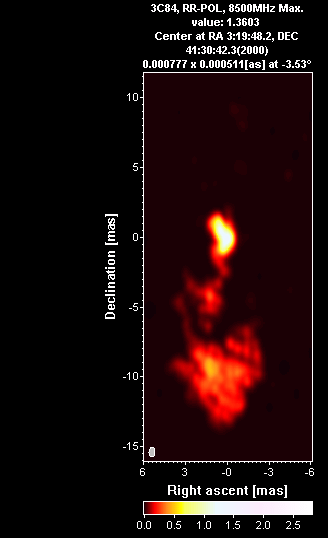 3C84, RR-POL, 8500MHz Max.
value: 1.3603
Center at RA 3:19:48.2, DEC
41:30:42.3(2000)
0.000777 x 0.000511[as] at -3.53°
10
5
0
-5
-10
-15
Declination [mas]
6 3 -0 -3 -6
Right ascent [mas]
0.0 0.5 1.0 1.5 2.0 2.5